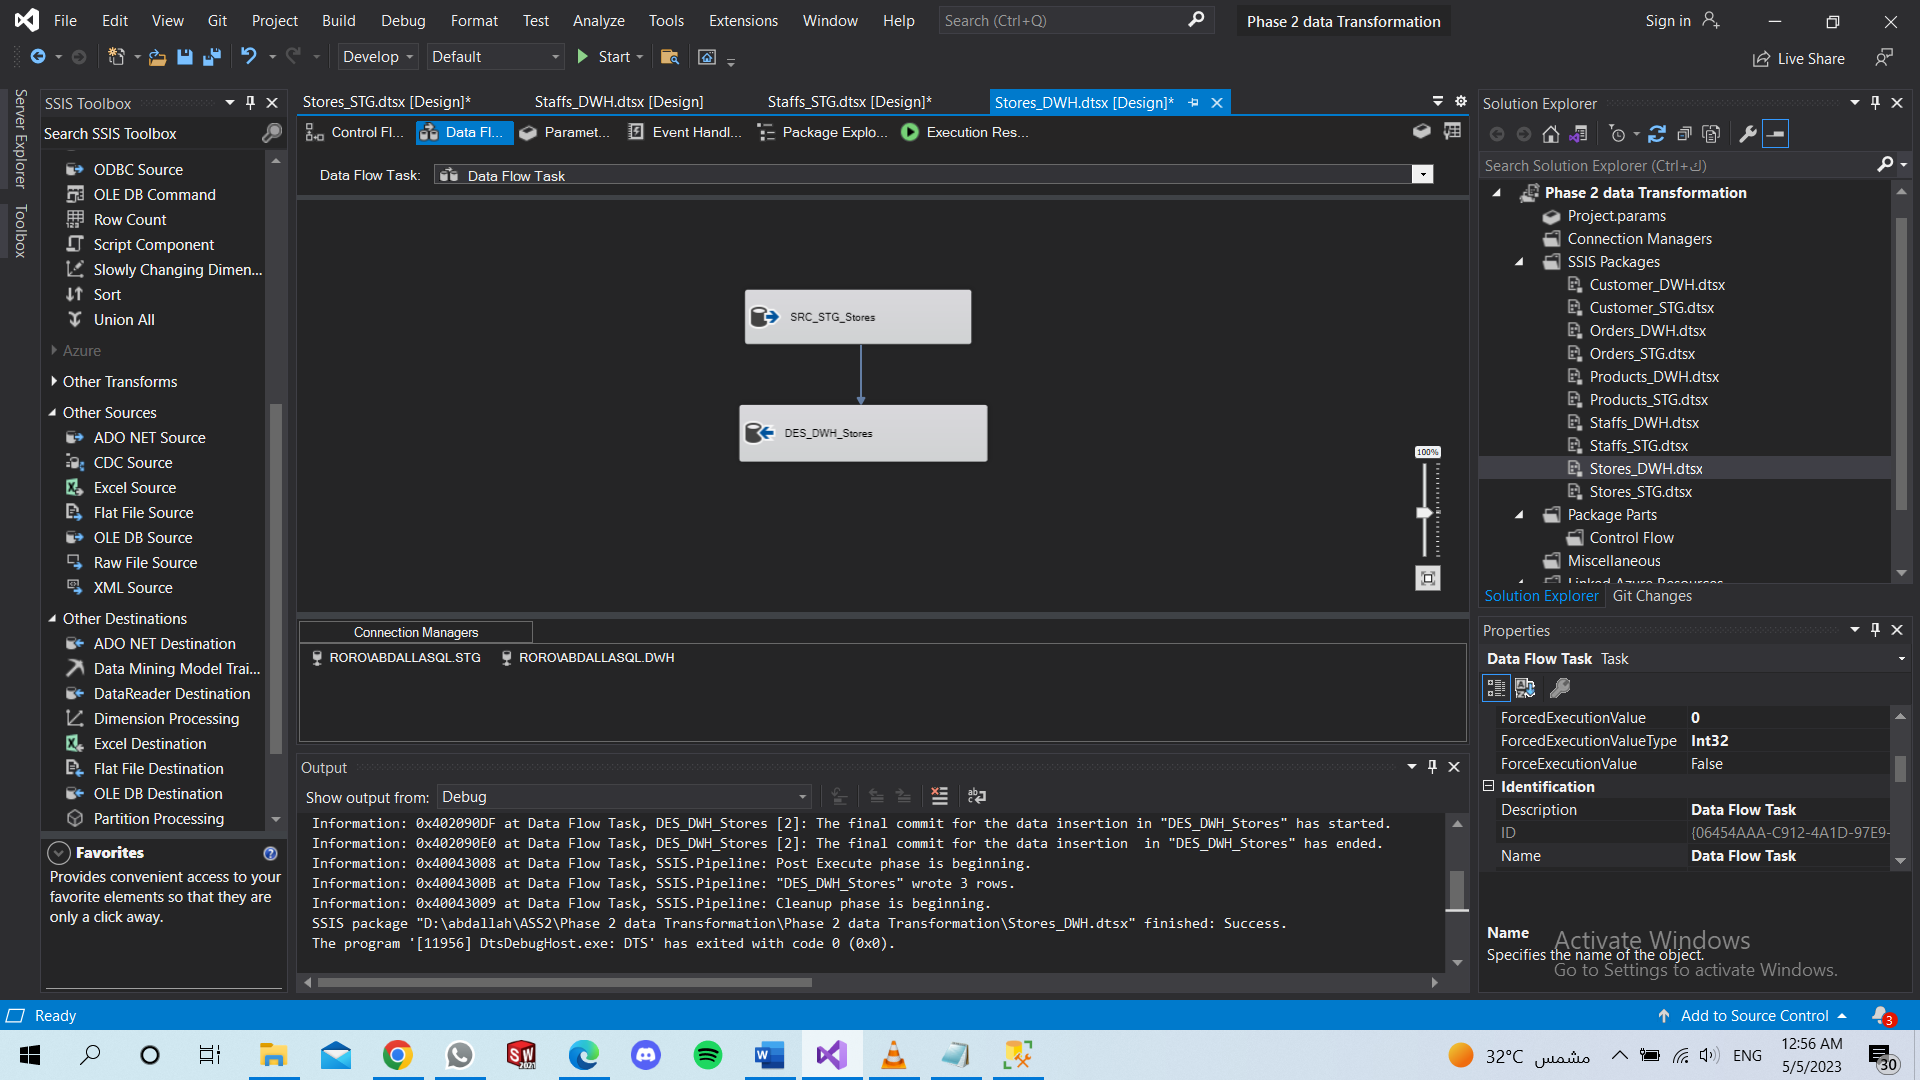 File Edit View Git Project Build Debug Format Test Analyze Tools Extensions Window Help Search (Ctrl+Q) Phase 2 data Transformation Sign in
Develop Default Start Live Share
Server Explorer
Toolbox
SSIS Toolbox
Search SSIS Toolbox
ODBC Source
OLE DB Command
Row Count
Script Component
Slowly Changing Dimen...
Sort
Union All
Azure
Other Transforms
Other Sources
ADO NET Source
CDC Source
Excel Source
Flat File Source
OLE DB Source
Raw File Source
XML Source
Other Destinations
ADO NET Destination
Data Mining Model Trai...
DataReader Destination
Dimension Processing
Excel Destination
Flat File Destination
OLE DB Destination
Partition Processing
Favorites
Provides convenient access to your
favorite elements so that they are
only a click away.
Stores_STG.dtsx [Design]* Staffs_DWH.dtsx [Design] Staffs_STG.dtsx [Design]* Stores_DWH.dtsx [Design]*
Control Fl... Data Fl... Paramet... Event Handl... Package Explo... Execution Res...
Data Flow Task: Data Flow Task
SRC_STG_Stores
DES_DWH_Stores
100%
Connection Managers
RORO\ABDALLASQL.STG RORO\ABDALLASQL.DWH
Output
Show output from: Debug
Information: 0x402090DF at Data Flow Task, DES_DWH_Stores [2]: The final commit for the data insertion in "DES_DWH_Stores" has started.
Information: 0x402090E0 at Data Flow Task, DES_DWH_Stores [2]: The final commit for the data insertion  in "DES_DWH_Stores" has ended.
Information: 0x40043008 at Data Flow Task, SSIS.Pipeline: Post Execute phase is beginning.
Information: 0x4004300B at Data Flow Task, SSIS.Pipeline: "DES_DWH_Stores" wrote 3 rows.
Information: 0x40043009 at Data Flow Task, SSIS.Pipeline: Cleanup phase is beginning.
SSIS package "D:\abdallah\ASS2\Phase 2 data Transformation\Phase 2 data Transformation\Stores_DWH.dtsx" finished: Success.
The program '[11956] DtsDebugHost.exe: DTS' has exited with code 0 (0x0).
Solution Explorer
Search Solution Explorer (Ctrl+ك)
Phase 2 data Transformation
Project.params
Connection Managers
SSIS Packages
Customer_DWH.dtsx
Customer_STG.dtsx
Orders_DWH.dtsx
Orders_STG.dtsx
Products_DWH.dtsx
Products_STG.dtsx
Staffs_DWH.dtsx
Staffs_STG.dtsx
Stores_DWH.dtsx
Stores_STG.dtsx
Package Parts
Control Flow
Miscellaneous
Linked Azure Resources
Solution Explorer Git Changes
Properties
Data Flow Task Task
ForcedExecutionValue 0
ForcedExecutionValueType Int32
ForceExecutionValue False
Identification
Description Data Flow Task
ID {06454AAA-C912-4A1D-97E9-
Name Data Flow Task
Name
Specifies the name of the object.
Activate Windows
Go to Settings to activate Windows.
Ready Add to Source Control 3
SW 2021 32°C مشمس ENG 12:56 AM
5/5/2023 30